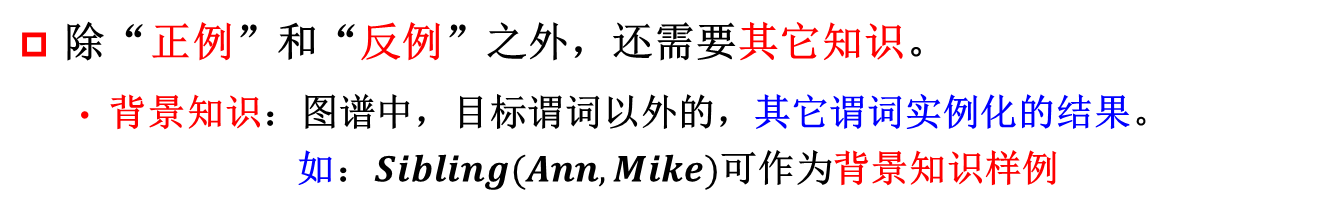 除“正例”和“反例”之外，还需要其它知识。
• 背景知识：图谱中，目标谓词以外的，其它谓词实例化的结果。
如：Sibling(Ann, Mike)可作为背景知识样例